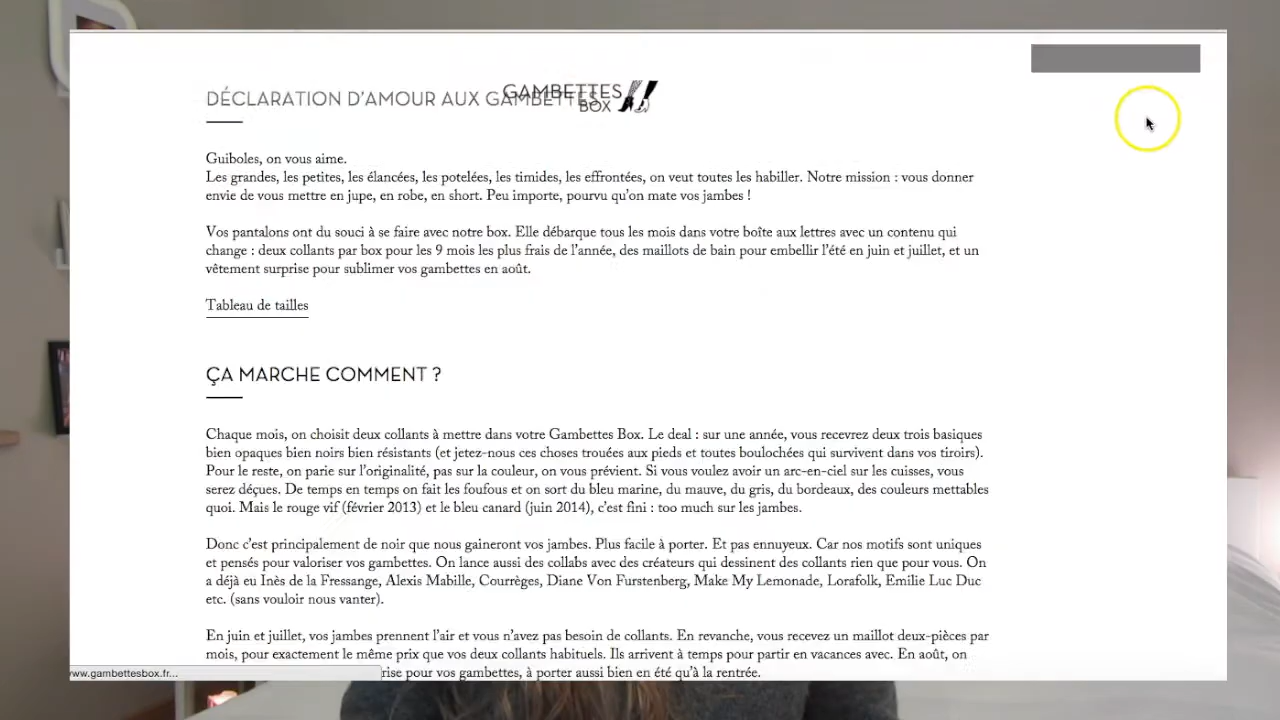 DÉCLARATION D'AMOUR AUX GAMBETTES
GAMBETTES
BOX
Guiboles, on vous aime.
Les grandes, les petites, les élancées, les potelées, les timides, les effrontées, on veut toutes les habiller. Notre mission : vous donner
envie de vous mettre en jupe, en robe, en short. Peu importe, pourvu qu'on mate vos jambes !
Vos pantalons ont du souci à se faire avec notre box. Elle débarque tous les mois dans votre boîte aux lettres avec un contenu qui
change : deux collants par box pour les 9 mois les plus frais de l'année, des maillots de bain pour embellir l'été en juin et juillet, et un
vêtement surprise pour sublimer vos gambettes en août.
Tableau de tailles
ÇA MARCHE COMMENT ?
Chaque mois, on choisit deux collants à mettre dans votre Gambettes Box. Le deal : sur une année, vous recevrez deux trois basiques
bien opaques bien noirs bien résistants (et jetez-nous ces choses trouées aux pieds et toutes boulochées qui survivent dans vos tiroirs).
Pour le reste, on parie sur l'originalité, pas sur la couleur, on vous prévient. Si vous voulez avoir un arc-en-ciel sur les cuisses, vous
serez déçues. De temps en temps on fait les foufous et on sort du bleu marine, du mauve, du gris, du bordeaux, des couleurs mettables
quoi. Mais le rouge vif (février 2013) et le bleu canard (juin 2014), c'est fini : too much sur les jambes.
Donc c'est principalement de noir que nous gaineront vos jambes. Plus facile à porter. Et pas ennuyeux. Car nos motifs sont uniques
et pensés pour valoriser vos gambettes. On lance aussi des collabs avec des créateurs qui dessinent des collants rien que pour vous. On
a déjà eu Inès de la Fressange, Alexis Mabille, Courrèges, Diane Von Furstenberg, Make My Lemonade, Lorafolk, Emilie Luc Duc
etc. (sans vouloir nous vanter).
En juin et juillet, vos jambes prennent l'air et vous n'avez pas besoin de collants. En revanche, vous recevez un maillot deux-pièces par
mois, pour exactement le même prix que vos deux collants habituels. Ils arrivent à temps pour partir en vacances avec. En août, on
rise pour vos gambettes, à porter aussi bien en été qu'à la rentrée.
www.gambettesbox.fr...